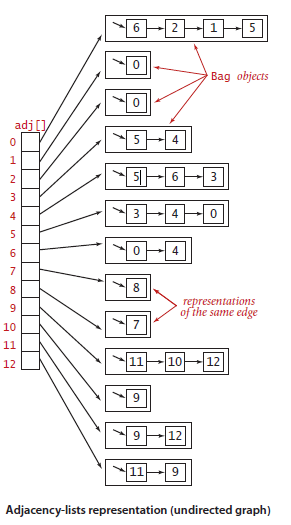 6 2 1 5
0
Bag objects
0
adj[]
0
5 4
1
2
5 6 3
3
4
3 4 0
5
0 4
6
7
8
8
representations
of the same edge
9
7
10
11
11 10 12
12
9
9 12
11 9
Adjacency-lists representation (undirected graph)